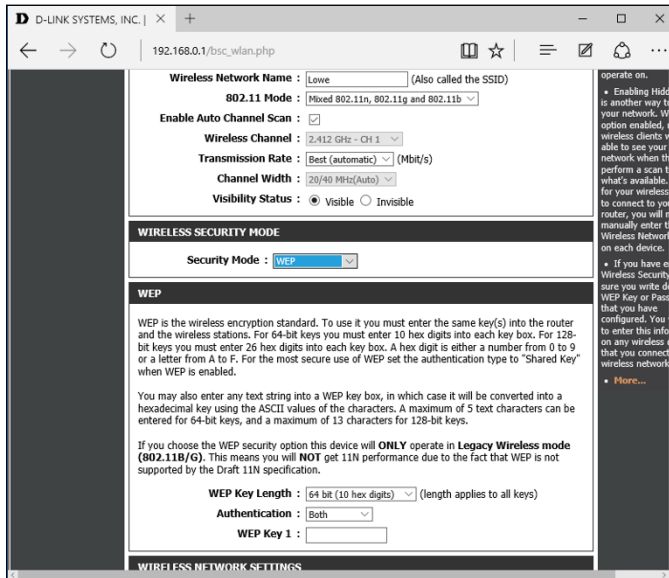 D-LINK SYSTEMS, INC. |
192.168.0.1/bsc_wlan.php
Wireless Network Name : Lowe (Also called the SSID)
802.11 Mode : Mixed 802.11n, 802.11g and 802.11b
Enable Auto Channel Scan :
Wireless Channel : 2.412 GHz - CH 1
Transmission Rate : Best (automatic) (Mbit/s)
Channel Width : 20/40 MHz(Auto)
Visibility Status : Visible Invisible
WIRELESS SECURITY MODE
Security Mode : WEP
WEP
WEP is the wireless encryption standard. To use it you must enter the same key(s) into the router
and the wireless stations. For 64-bit keys you must enter 10 hex digits into each key box. For 128-
bit keys you must enter 26 hex digits into each key box. A hex digit is either a number from 0 to 9
or a letter from A to F. For the most secure use of WEP set the authentication type to "Shared Key"
when WEP is enabled.
You may also enter any text string into a WEP key box, in which case it will be converted into a
hexadecimal key using the ASCII values of the characters. A maximum of 5 text characters can be
entered for 64-bit keys, and a maximum of 13 characters for 128-bit keys.
If you choose the WEP security option this device will ONLY operate in Legacy Wireless mode
(802.11B/G). This means you will NOT get 11N performance due to the fact that WEP is not
supported by the Draft 11N specification.
WEP Key Length : 64 bit (10 hex digits) (length applies to all keys)
Authentication : Both
WEP Key 1 :
WIRELESS NETWORK SETTINGS
operate on.
• Enabling Hidd
is another way t
your network. W
option enabled,
wireless clients w
able to see your
network when th
perform a scan t
what's available.
for your wireless
to connect to yo
router, you will
manually enter t
Wireless Networ
on each device.
• If you have e
Wireless Security
sure you write d
WEP Key or Pass
that you have
configured. You
to enter this info
on any wireless
that you connect
wireless network
• More...